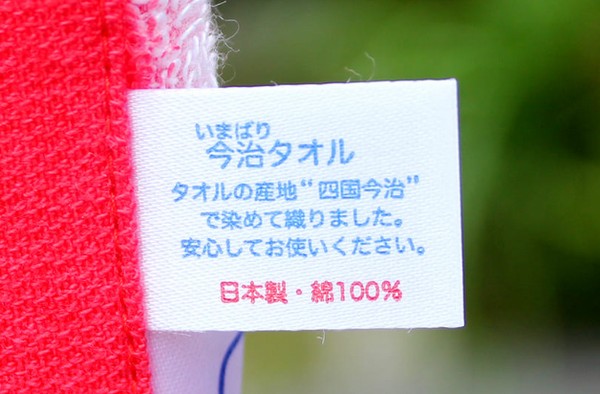 いまばり
今治タオル
タオルの産地“四国今治”
で染めて織りました。
安心してお使いください。
日本製・綿100%